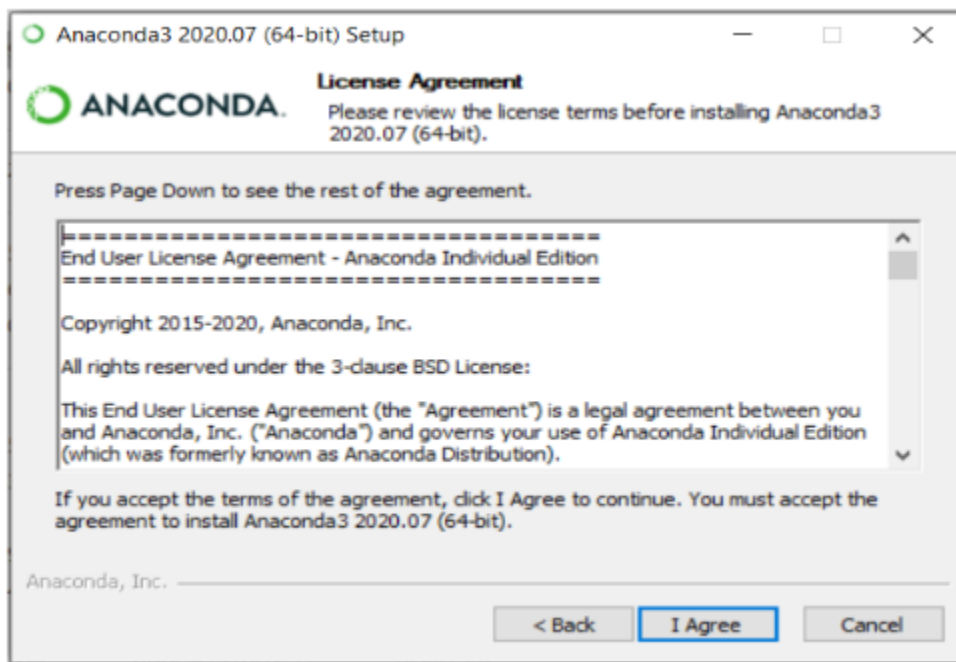 Anaconda3 2020.07 (64-bit) Setup
ANACONDA.
License Agreement
Please review the license terms before installing Anaconda3
2020.07 (64-bit).
Press Page Down to see the rest of the agreement.
===================================
End User License Agreement - Anaconda Individual Edition
===================================
Copyright 2015-2020, Anaconda, Inc.
All rights reserved under the 3-clause BSD License:
This End User License Agreement (the "Agreement") is a legal agreement between you
and Anaconda, Inc. ("Anaconda") and governs your use of Anaconda Individual Edition
(which was formerly known as Anaconda Distribution).
If you accept the terms of the agreement, click I Agree to continue. You must accept the
agreement to install Anaconda3 2020.07 (64-bit).
Anaconda, Inc.
< Back
I Agree
Cancel